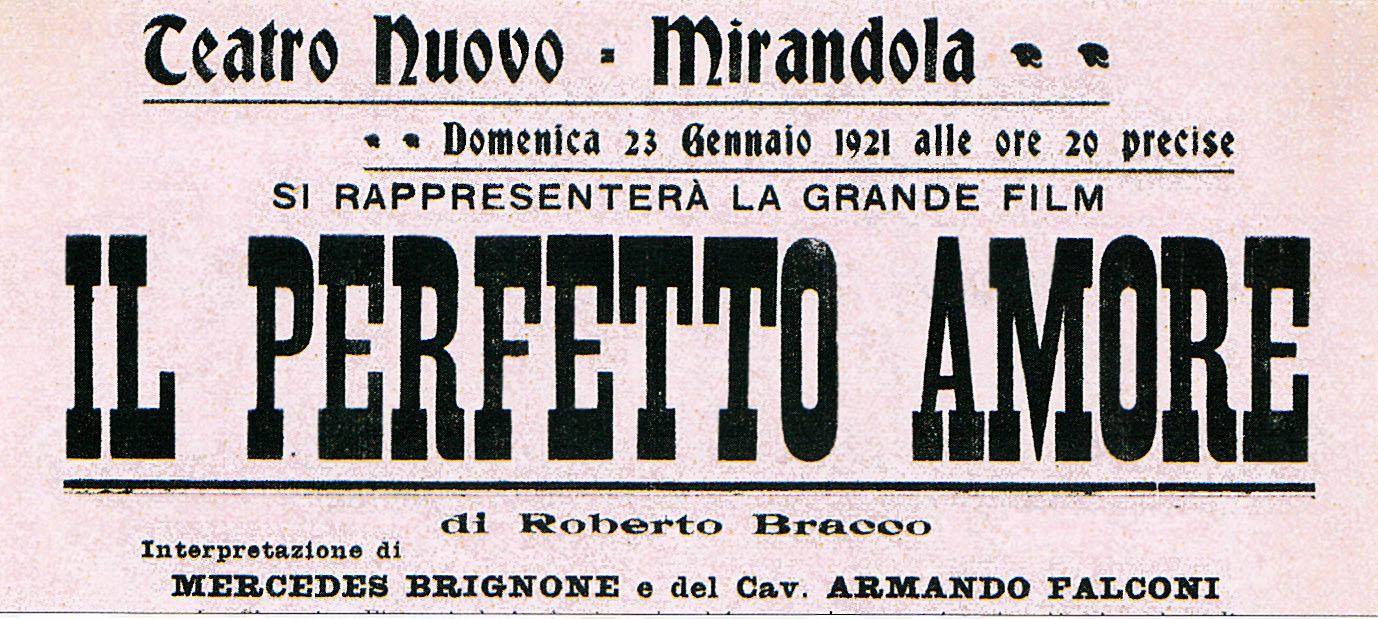 Teatro Nuovo - Mirandola
Domenica 23 Gennaio 1921 alle ore 20 precise
SI RAPPRESENTERÀ LA GRANDE FILM
IL PERFETTO AMORE
di Roberto Bracco
Interpretazione di
MERCEDES BRIGNONE e del Cav. ARMANDO FALCONI